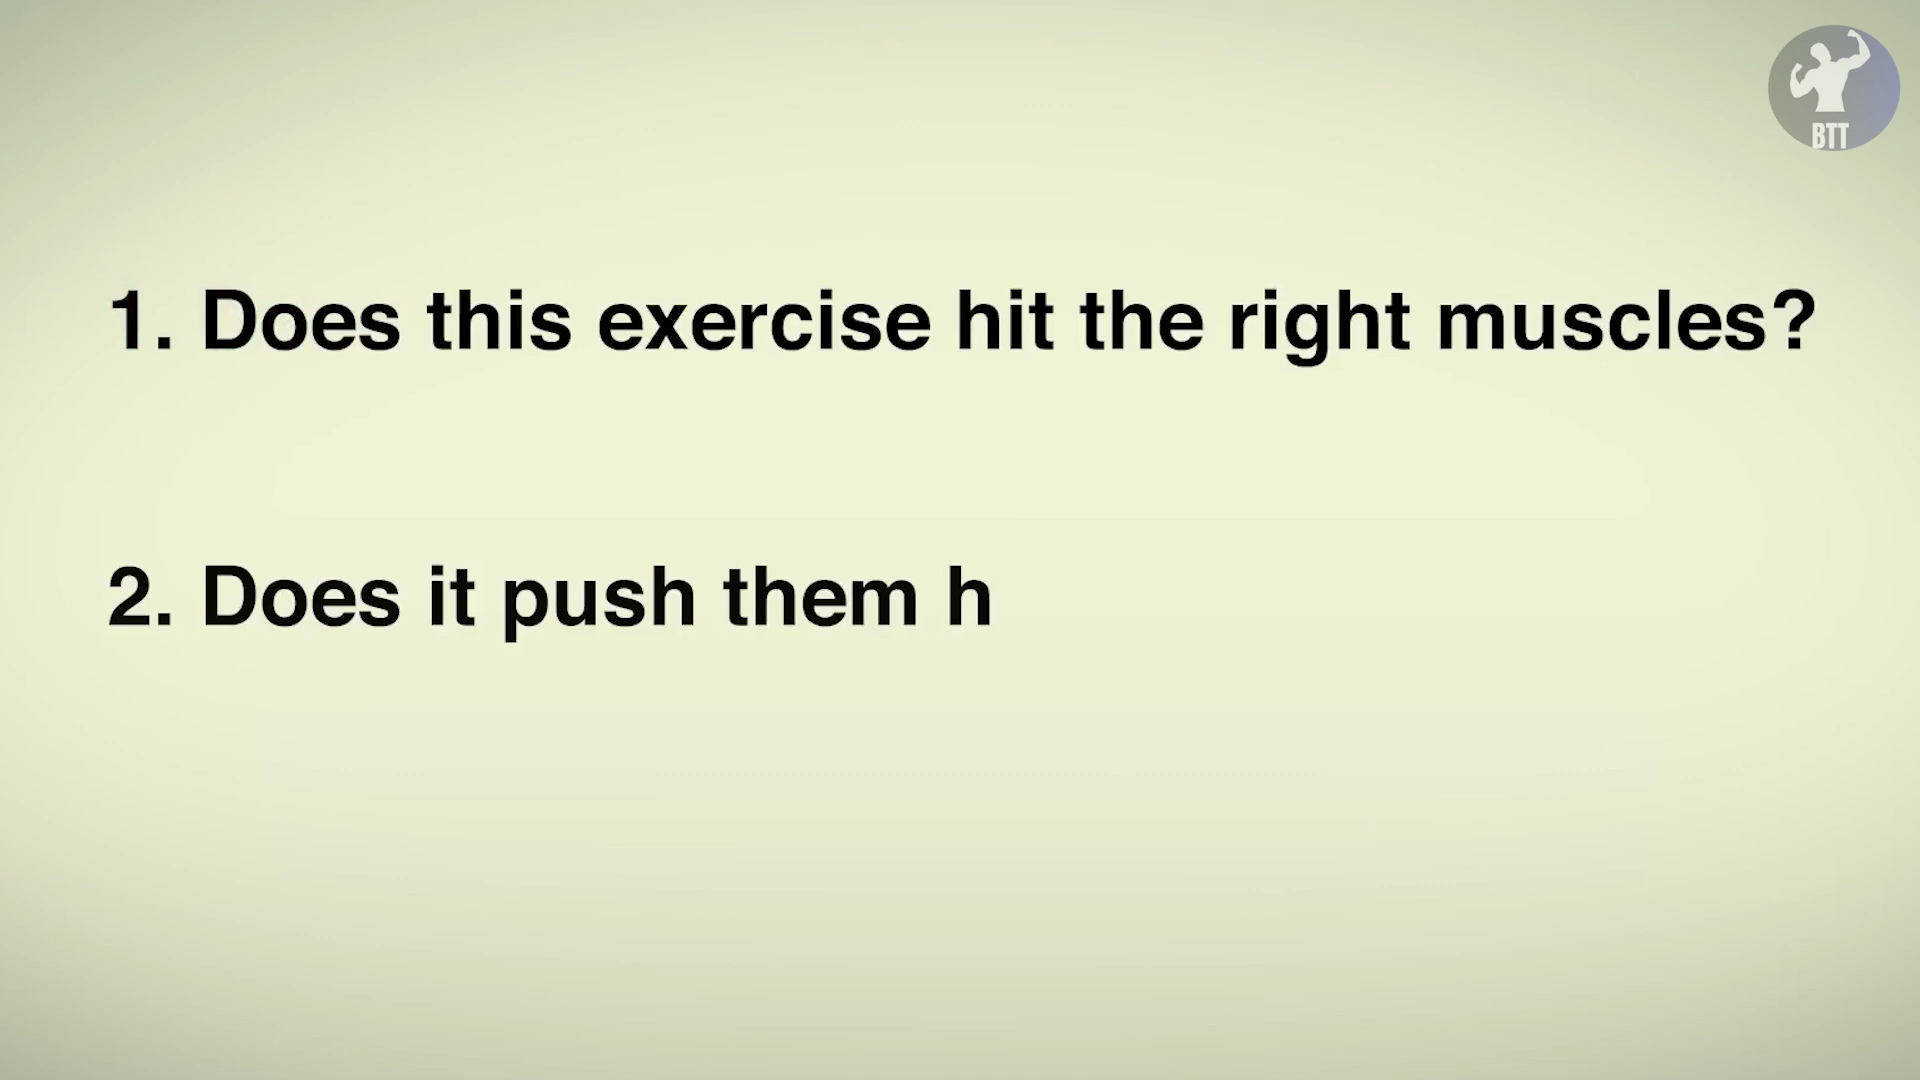 BTT
1. Does this exercise hit the right muscles?
2. Does it push them h